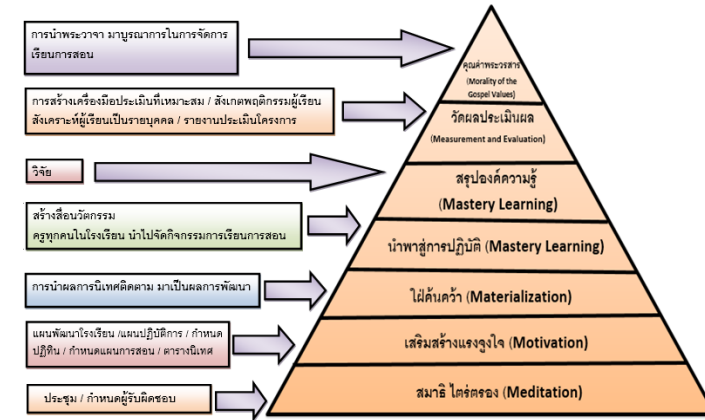 การนำพระวาจา มาบูรณาการในการจัดการ
เรียนการสอน
คุณค่าพระวรสาร
(Morality of the
Gospel Values)
การสร้างเครื่องมือประเมินที่เหมาะสม / สังเกตพฤติกรรมผู้เรียน
สังเคราะห์ผู้เรียนเป็นรายบุคคล / รายงานประเมินโครงการ
วัดผลประเมินผล
(Measurement and Evaluation)
วิจัย
สรุปองค์ความรู้
(Mastery Learning)
สร้างสื่อนวัตกรรม
ครูทุกคนในโรงเรียน นำไปจัดกิจกรรมการเรียนการสอน
นำพาสู่การปฏิบัติ (Mastery Learning)
การนำผลการนิเทศติดตาม มาเป็นผลการพัฒนา
ใฝ่ค้นคว้า (Materialization)
แผนพัฒนาโรงเรียน /แผนปฏิบัติการ / กำหนด
ปฏิทิน / กำหนดแผนการสอน / ตารางนิเทศ
เสริมสร้างแรงจูงใจ (Motivation)
ประชุม / กำหนดผู้รับผิดชอบ
สมาธิ ไตร่ตรอง (Meditation)